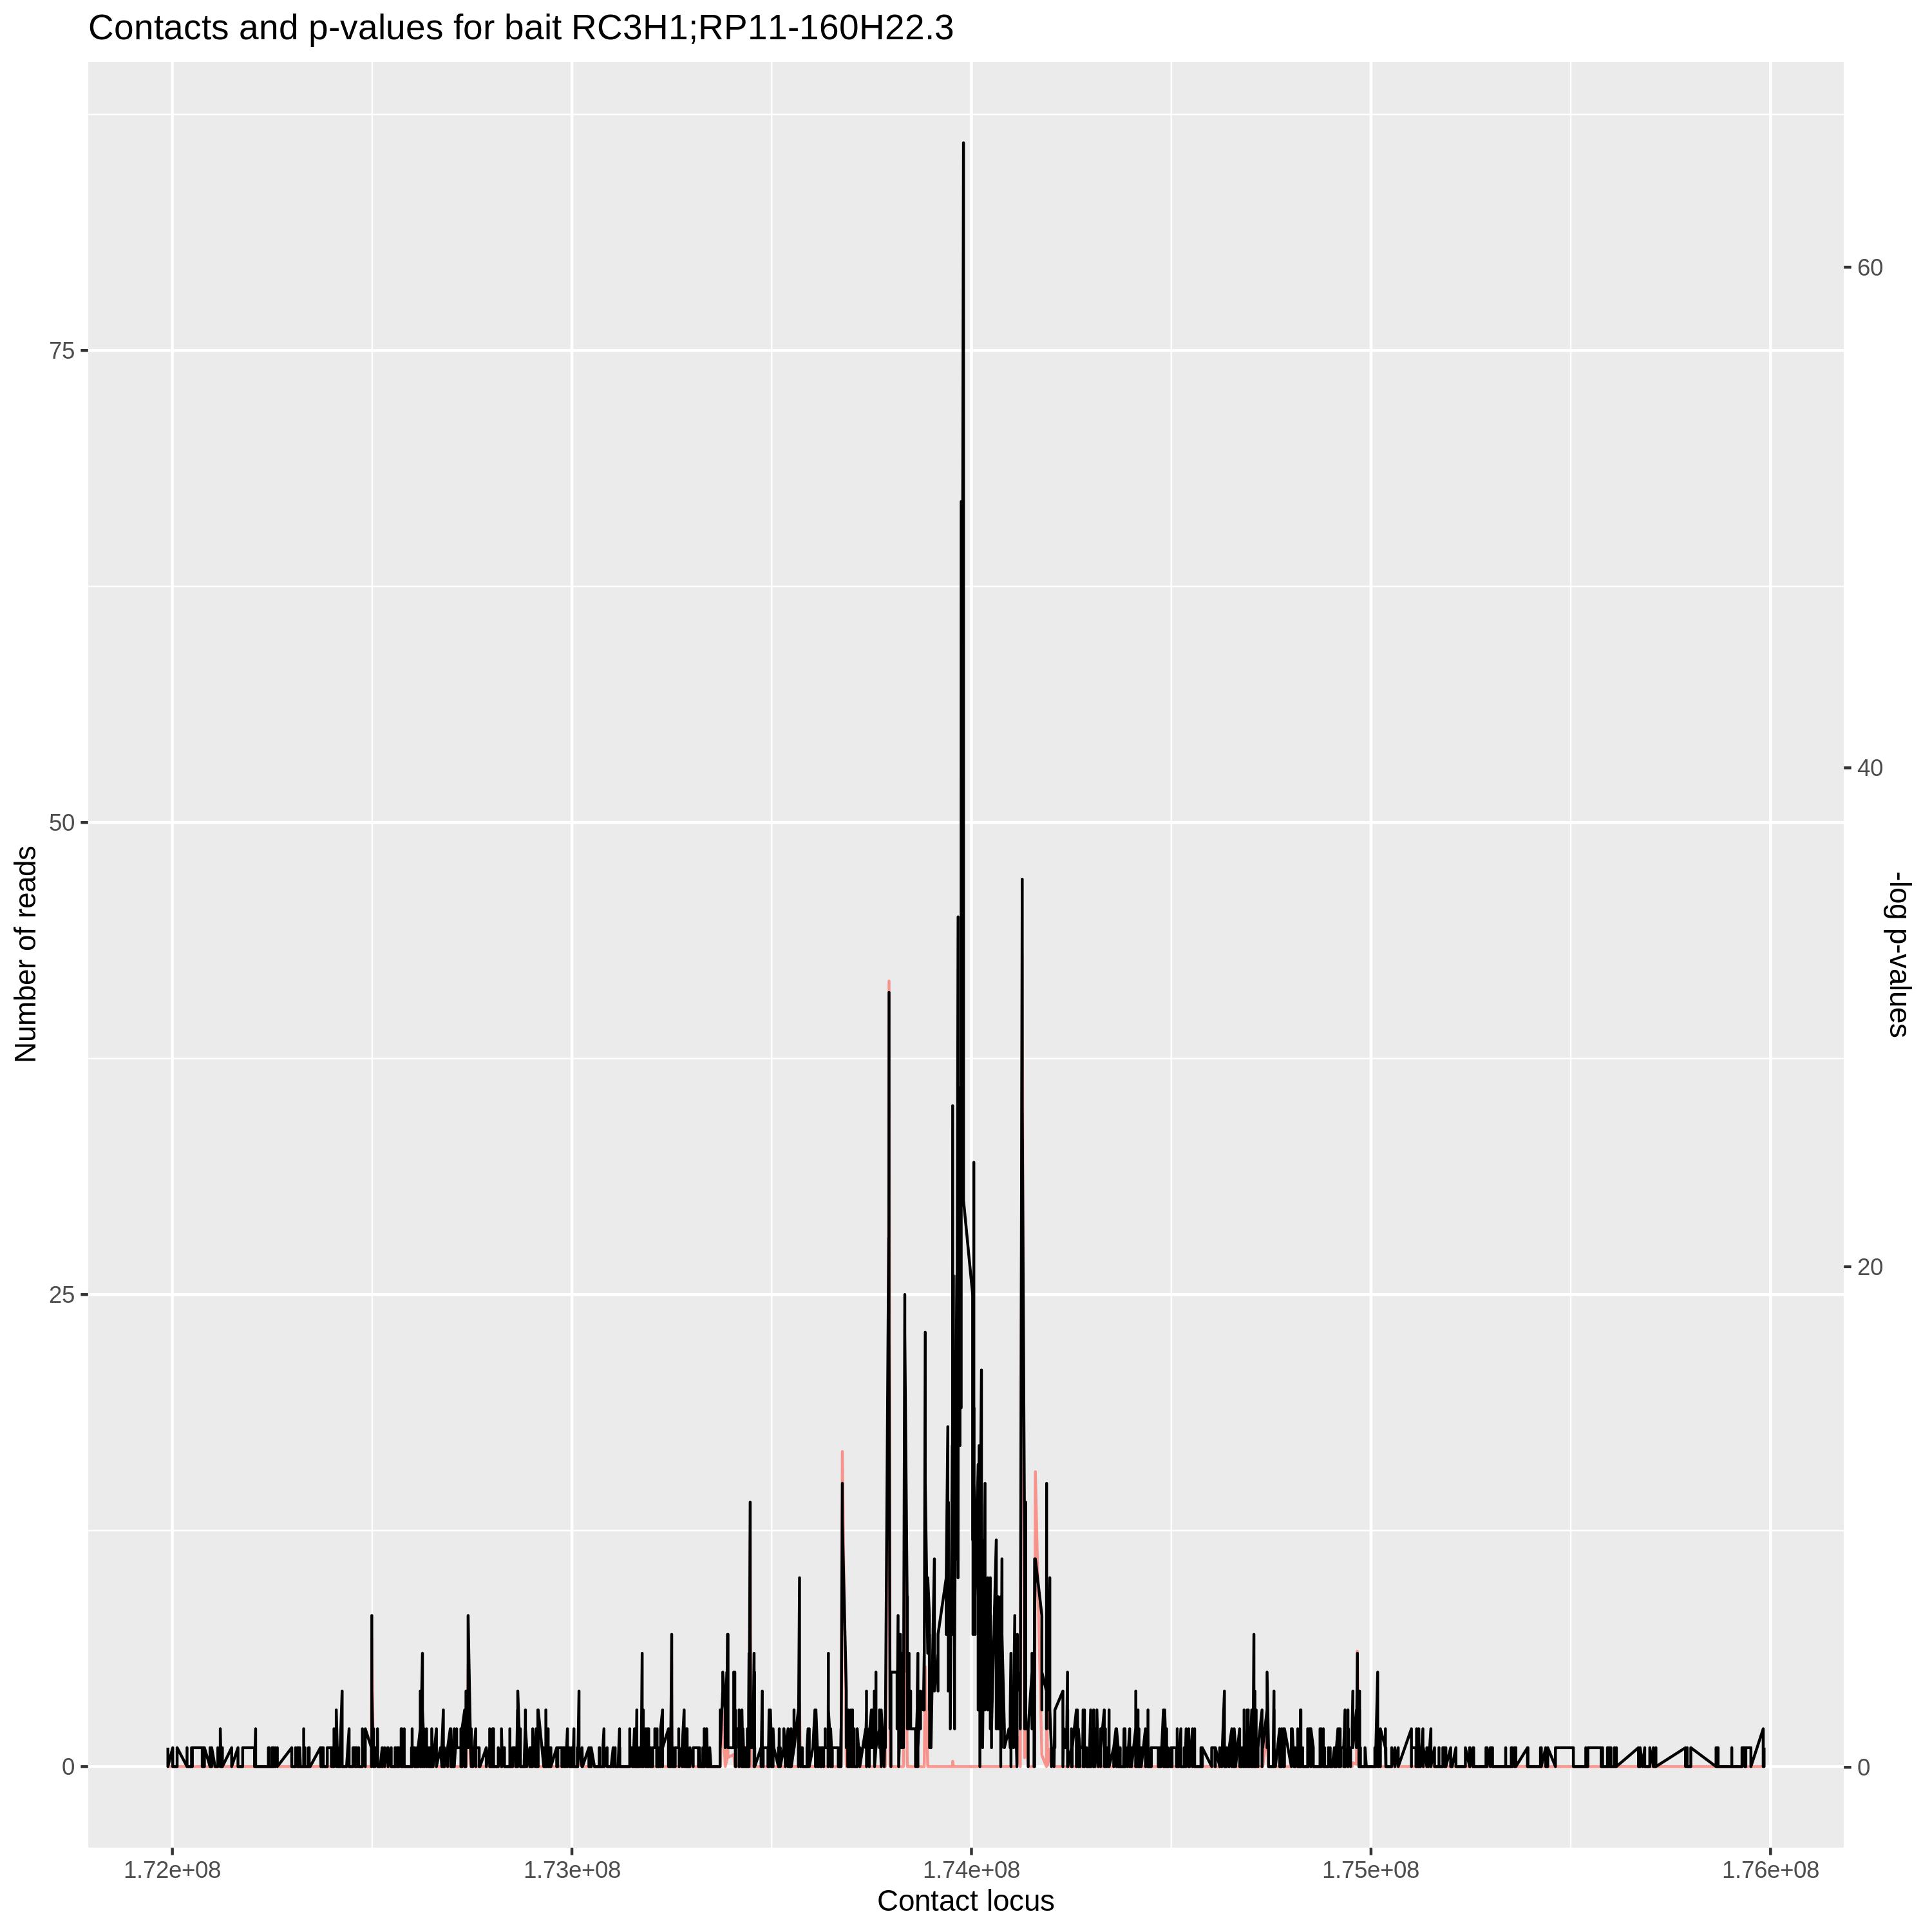 Contacts and p-values for bait RC3H1;RP11-160H22.3
Number of reads
75
50
25
0
60
40
20
0
-log p-values
1.72e+08
1.73e+08
1.74e+08
1.75e+08
1.76e+08
Contact locus